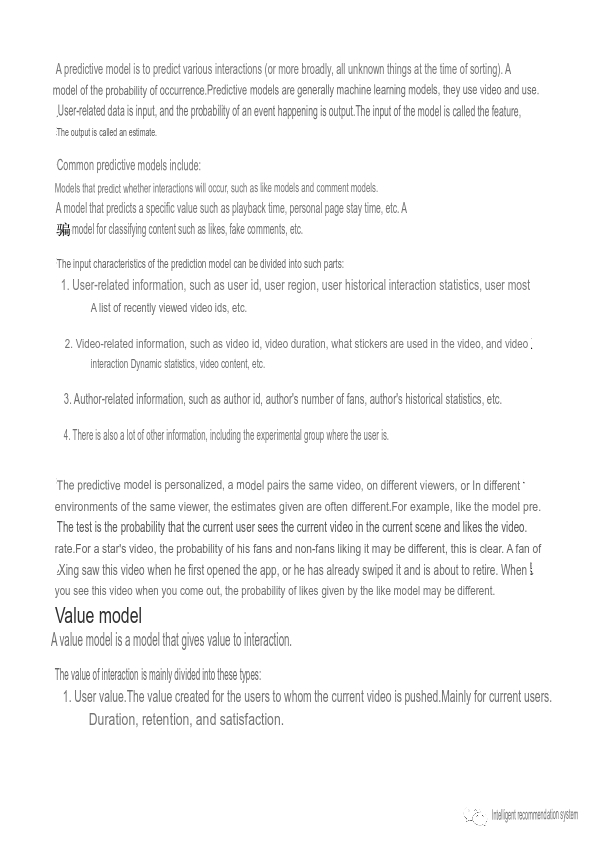 A predictive model is to predict various interactions (or more broadly, all unknown things at the time of sorting). A
model of the probability of occurrence.Predictive models are generally machine learning models, they use video and use.
User-related data is input, and the probability of an event happening is output.The input of the model is called the feature,
The output is called an estimate.
Common predictive models include:
Models that predict whether interactions will occur, such as like models and comment models.
A model that predicts a specific value such as playback time, personal page stay time, etc. A
骗 model for classifying content such as likes, fake comments, etc.
The input characteristics of the prediction model can be divided into such parts:
1. User-related information, such as user id, user region, user historical interaction statistics, user most
A list of recently viewed video ids, etc.
2. Video-related information, such as video id, video duration, what stickers are used in the video, and video .
interaction Dynamic statistics, video content, etc.
3. Author-related information, such as author id, author's number of fans, author's historical statistics, etc.
4. There is also a lot of other information, including the experimental group where the user is.
The predictive model is personalized, a model pairs the same video, on different viewers, or In different
environments of the same viewer, the estimates given are often different.For example, like the model pre.
The test is the probability that the current user sees the current video in the current scene and likes the video.
rate.For a star's video, the probability of his fans and non-fans liking it may be different, this is clear. A fan of
Xing saw this video when he first opened the app, or he has already swiped it and is about to retire. When
you see this video when you come out, the probability of likes given by the like model may be different.
Value model
A value model is a model that gives value to interaction.
The value of interaction is mainly divided into these types:
1. User value.The value created for the users to whom the current video is pushed.Mainly for current users.
Duration, retention, and satisfaction.
Intelligent recommendation system